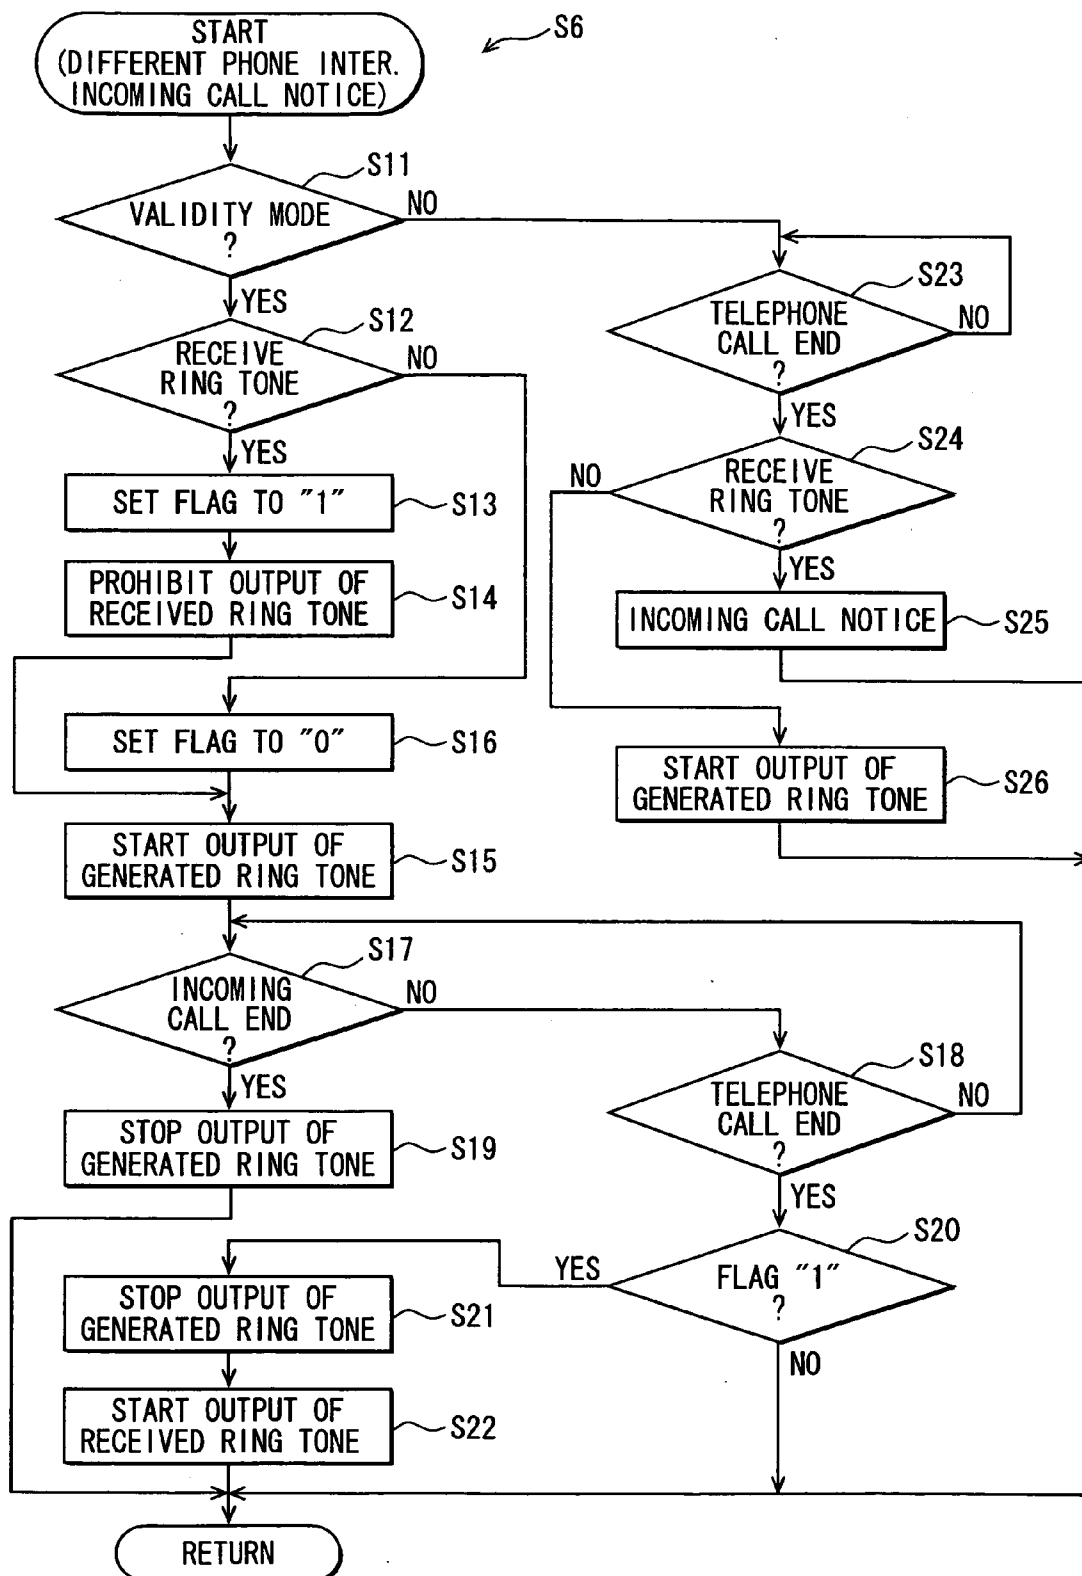 START
(DIFFERENT PHONE INTER.
INCOMING CALL NOTICE)
S6
S11
VALIDITY MODE
?
NO
YES
S12
RECEIVE
RING TONE
?
NO
YES
SET FLAG TO "1"
S13
PROHIBIT OUTPUT OF
RECEIVED RING TONE
S14
SET FLAG TO "0"
S16
START OUTPUT OF
GENERATED RING TONE
S15
S23
TELEPHONE
CALL END
?
NO
YES
S24
RECEIVE
RING TONE
?
NO
YES
INCOMING CALL NOTICE
S25
START OUTPUT OF
GENERATED RING TONE
S26
S17
INCOMING
CALL END
?
NO
YES
S18
TELEPHONE
CALL END
?
NO
YES
STOP OUTPUT OF
GENERATED RING TONE
S19
S20
FLAG "1"
?
YES
NO
STOP OUTPUT OF
GENERATED RING TONE
S21
START OUTPUT OF
RECEIVED RING TONE
S22
RETURN